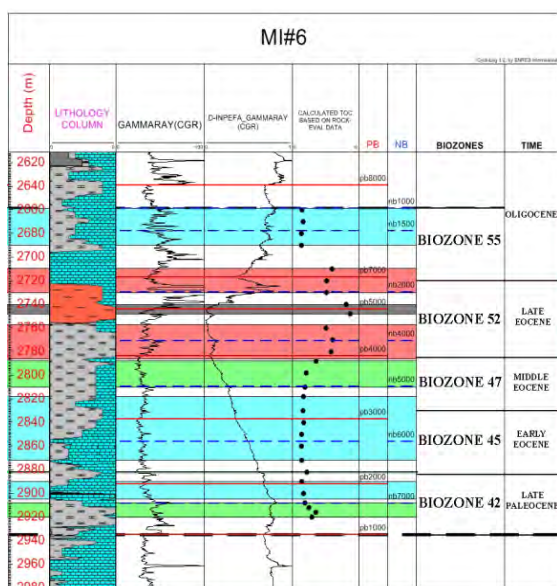 MI#6
Depth (m)
LITHOLOGY
COLUMN
GAMMARAY(CGR)
D-INPEFA_GAMMARAY
(CGR)
CALCULATED TOC
BASED ON ROCK-
EVAL DATA
PB
NB
BIOZONES
TIME
2620
2640
pb8000
2660
nb1000
OLIGOCENE
nb1500
2680
BIOZONE 55
2700
pb7000
2720
nb2000
2740
pb5000
BIOZONE 52
LATE
EOCENE
2760
nb4000
2780
pb4000
2800
BIOZONE 47
MIDDLE
EOCENE
nb5000
2820
pb3000
2840
BIOZONE 45
EARLY
EOCENE
nb6000
2860
2880
pb2000
2900
nb7000
BIOZONE 42
LATE
PALEOCENE
2920
pb1000
2940
2960
2980